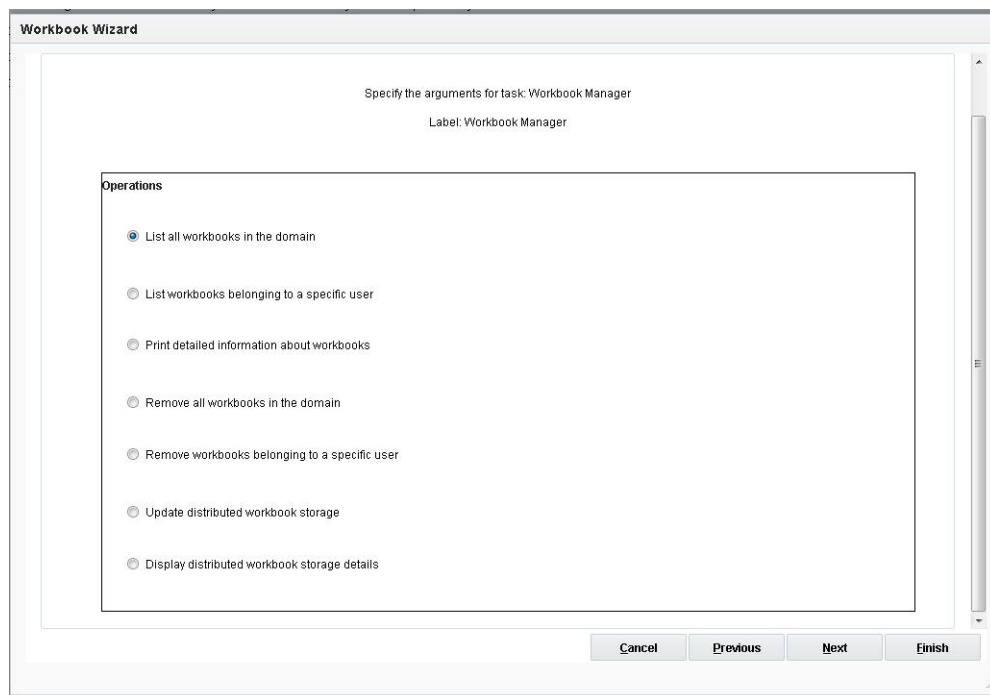 Workbook Wizard
Specify the arguments for task: Workbook Manager
Label: Workbook Manager
Operations
List all workbooks in the domain
List workbooks belonging to a specific user
Print detailed information about workbooks
Remove all workbooks in the domain
Remove workbooks belonging to a specific user
Update distributed workbook storage
Display distributed workbook storage details
Cancel Previous Next Finish